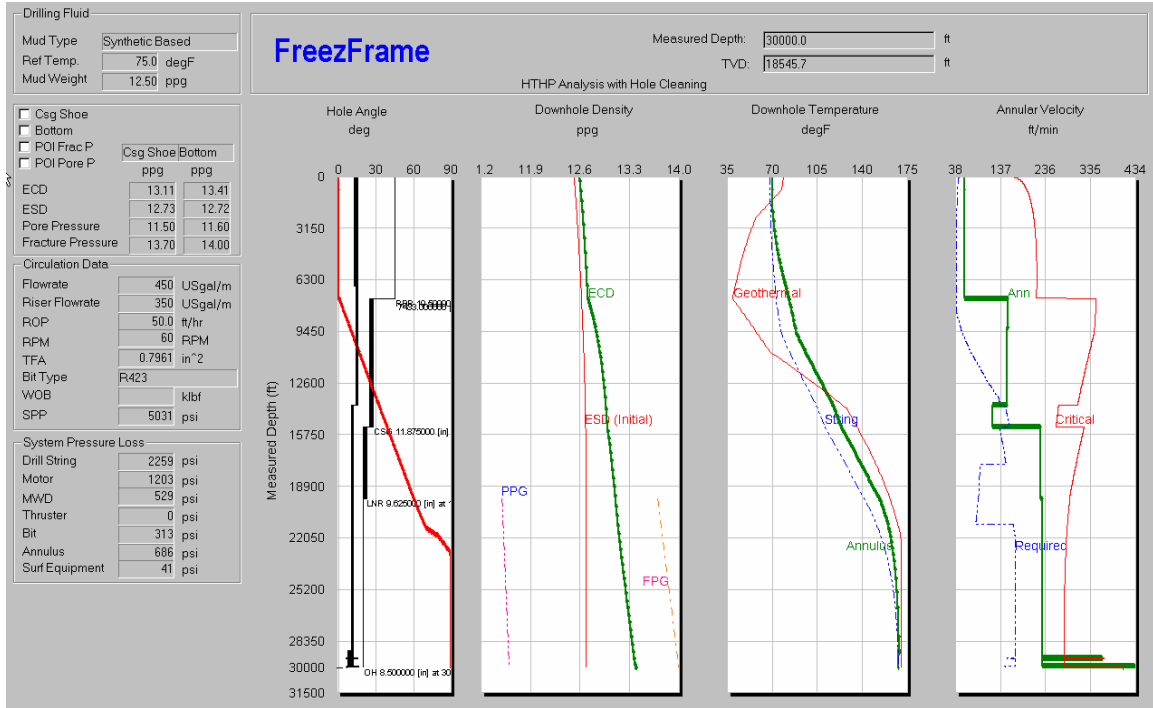 Drilling Fluid
Mud Type Synthetic Based
Ref Temp. 75.0 degF
Mud Weight 12.50 ppg
FreezFrame
Measured Depth: 30000.0 ft
TVD: 18545.7 ft
HTHP Analysis with Hole Cleaning
Csg Shoe
Bottom
POI Frac P
POI Pore P
Csg Shoe Bottom
ppg ppg
ECD 13.11 13.41
ESD 12.73 12.72
Pore Pressure 11.50 11.60
Fracture Pressure 13.70 14.00
Circulation Data
Flowrate 450 USgal/m
Riser Flowrate 350 USgal/m
ROP 50.0 ft/hr
RPM 60 RPM
TFA 0.7961 in^2
Bit Type R423
WOB klbf
SPP 5031 psi
System Pressure Loss
Drill String 2259 psi
Motor 1203 psi
MWD 529 psi
Thruster 0 psi
Bit 313 psi
Annulus 686 psi
Surf Equipment 41 psi
Measured Depth (ft)
0
3150
6300
9450
12600
15750
18900
22050
25200
28350
30000
31500
Hole Angle
deg
0 30 60 90
CSG 11.875000 [in]
LNR 9.625000 [in] at 1
OH 8.500000 [in] at 30
Downhole Density
ppg
1.2 11.9 12.6 13.3 14.0
ECD
ESD (Initial)
PPG
FPG
Downhole Temperature
degF
35 70 105 140 175
Geothermal
String
Annulus
Annular Velocity
ft/min
38 137 236 335 434
Ann
Critical
Required